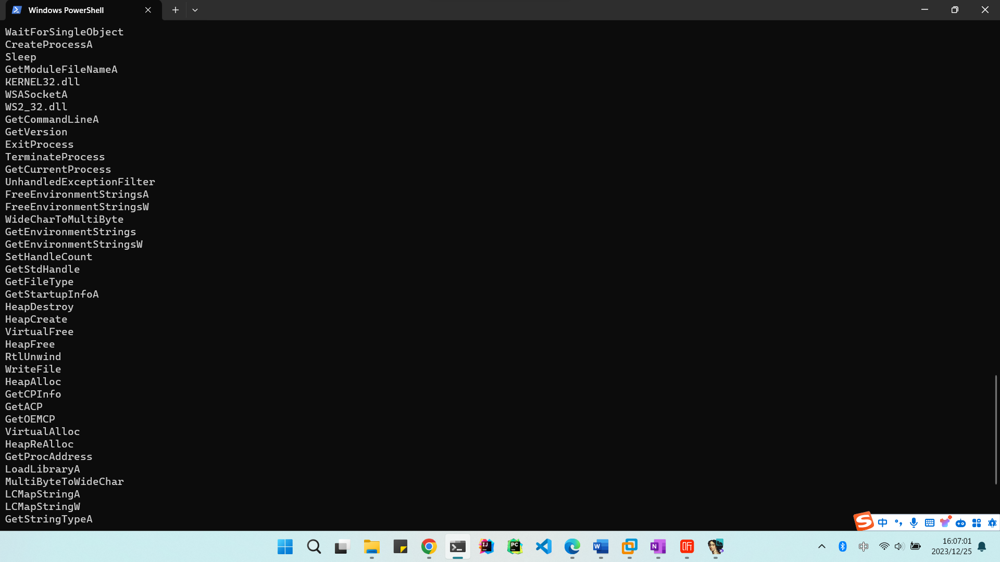 Windows PowerShell
WaitForSingleObject
CreateProcessA
Sleep
GetModuleFileNameA
KERNEL32.dll
WSASocketA
WS2_32.dll
GetCommandLineA
GetVersion
ExitProcess
TerminateProcess
GetCurrentProcess
UnhandledExceptionFilter
FreeEnvironmentStringsA
FreeEnvironmentStringsW
WideCharToMultiByte
GetEnvironmentStrings
GetEnvironmentStringsW
SetHandleCount
GetStdHandle
GetFileType
GetStartupInfoA
HeapDestroy
HeapCreate
VirtualFree
HeapFree
RtlUnwind
WriteFile
HeapAlloc
GetCPInfo
GetACP
GetOEMCP
VirtualAlloc
HeapReAlloc
GetProcAddress
LoadLibraryA
MultiByteToWideChar
LCMapStringA
LCMapStringW
GetStringTypeA
S 中
IJ PC W N
16:07:01
2023/12/25